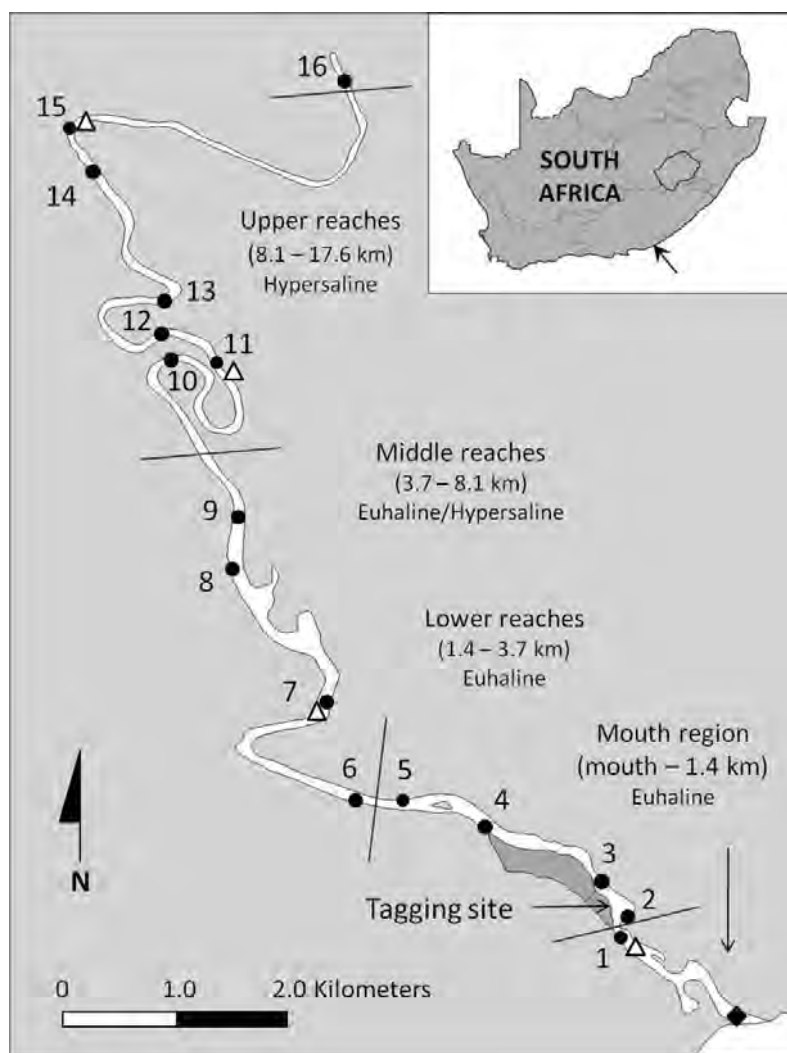 16
15
14
SOUTH
AFRICA
Upper reaches
(8.1 – 17.6 km)
Hypersaline
13
12
11
10
Middle reaches
(3.7 – 8.1 km)
Euhaline/Hypersaline
9
8
Lower reaches
(1.4 – 3.7 km)
Euhaline
7
Mouth region
(mouth – 1.4 km)
Euhaline
6
5
4
3
N
Tagging site
2
1
0
1.0
2.0 Kilometers